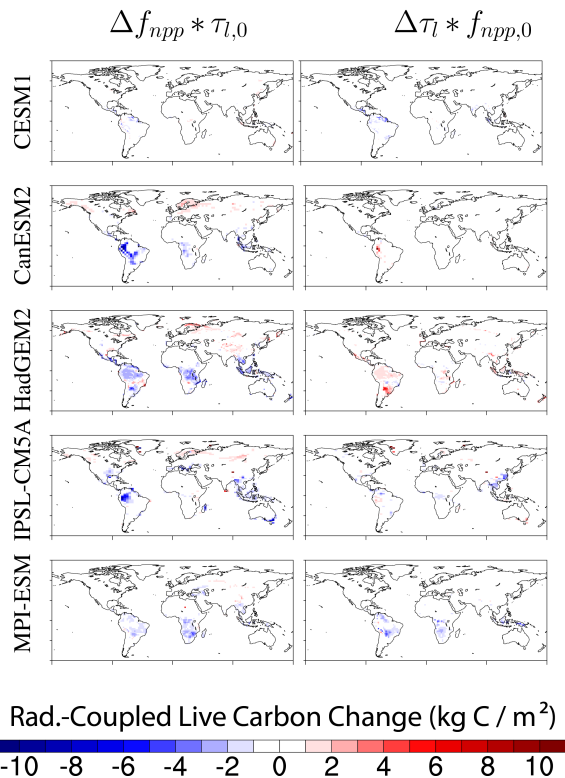 Δf_npp * τ_l,0
Δτ_l * f_npp,0
CESM1
CanESM2
HadGEM2
IPSL-CM5A
MPI-ESM
Rad.-Coupled Live Carbon Change (kg C / m²)
-10 -8 -6 -4 -2 0 2 4 6 8 10